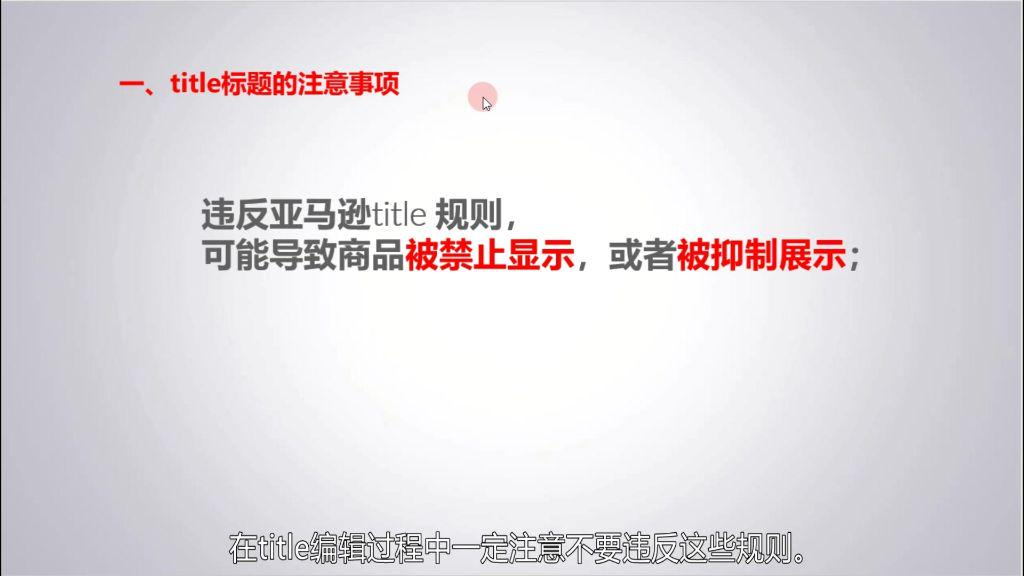 一、title标题的注意事项
违反亚马逊title 规则，
可能导致商品被禁止显示，或者被抑制展示；
在title编辑过程中一定注意不要违反这些规则。